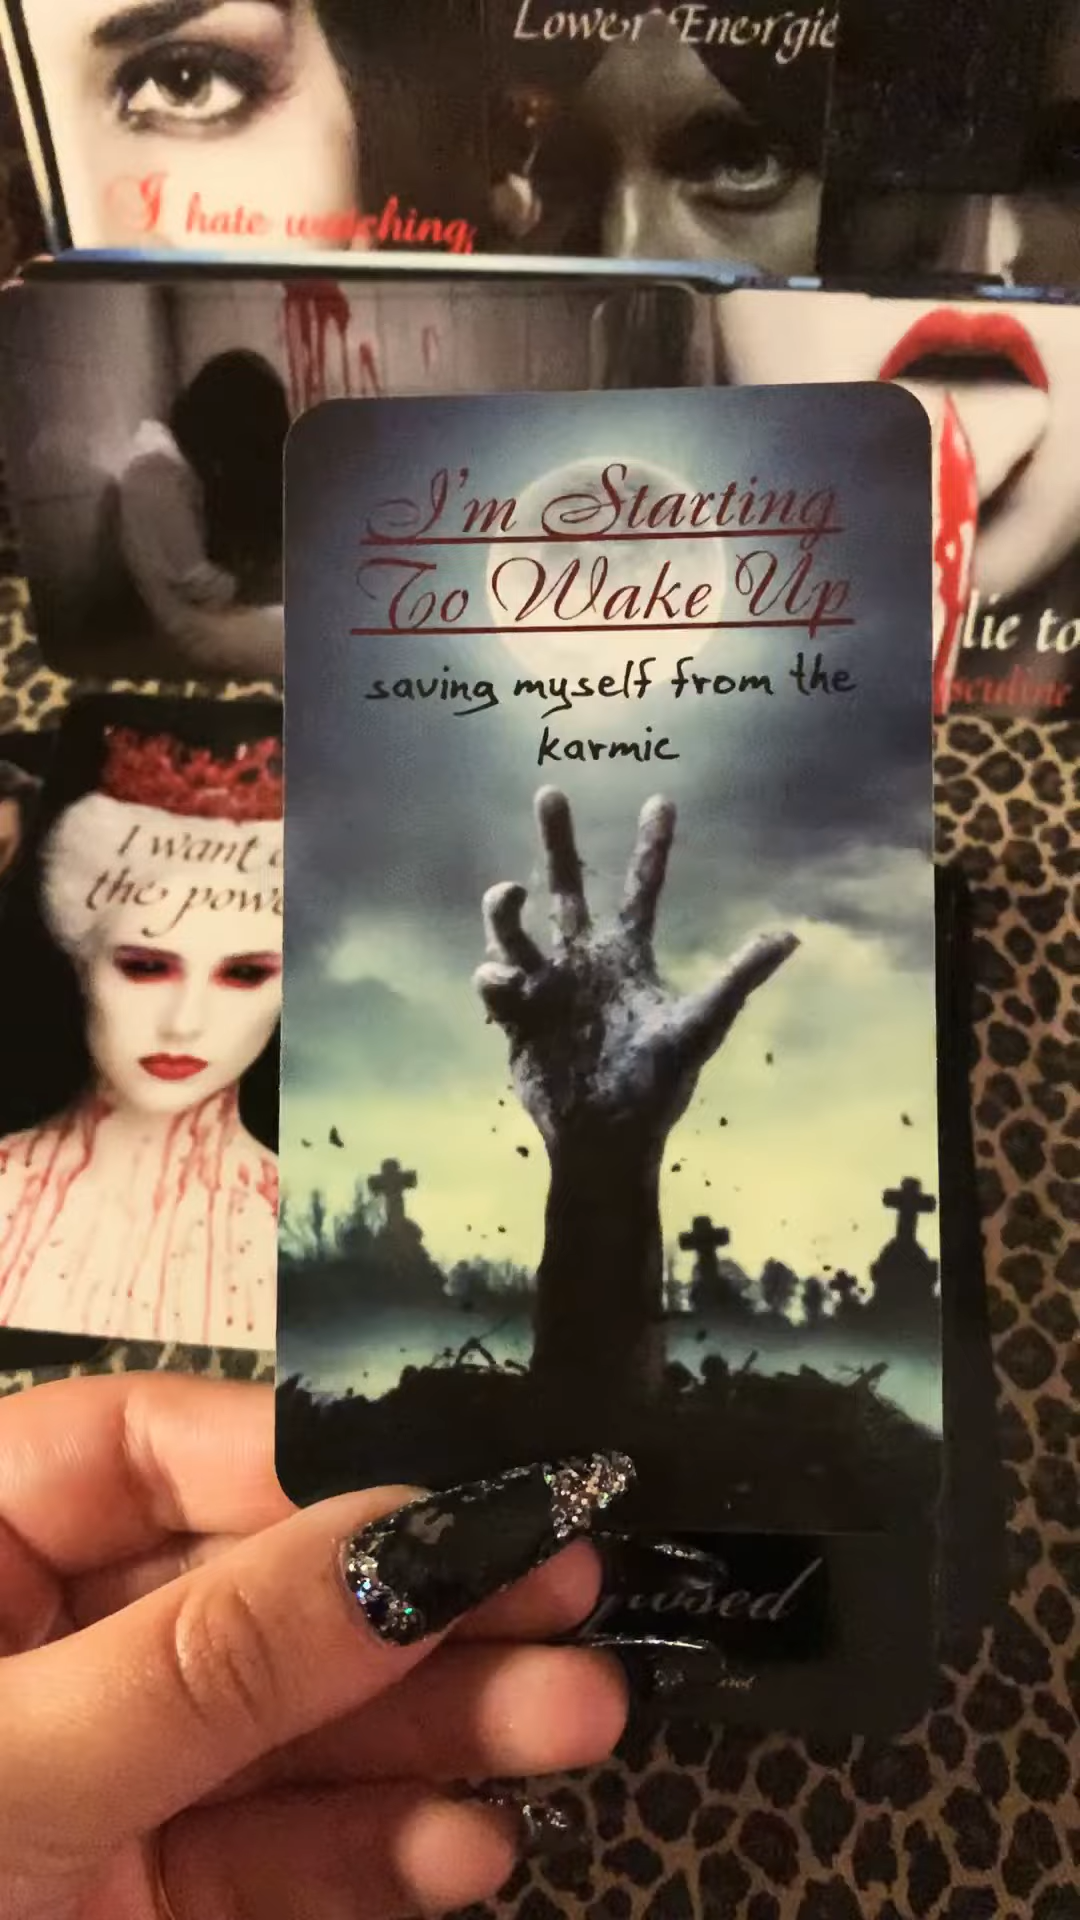 Lower Energie
I hate watching
I'm Starting
To Wake Up
saving myself from the
karmic
lie to
I want
the powe